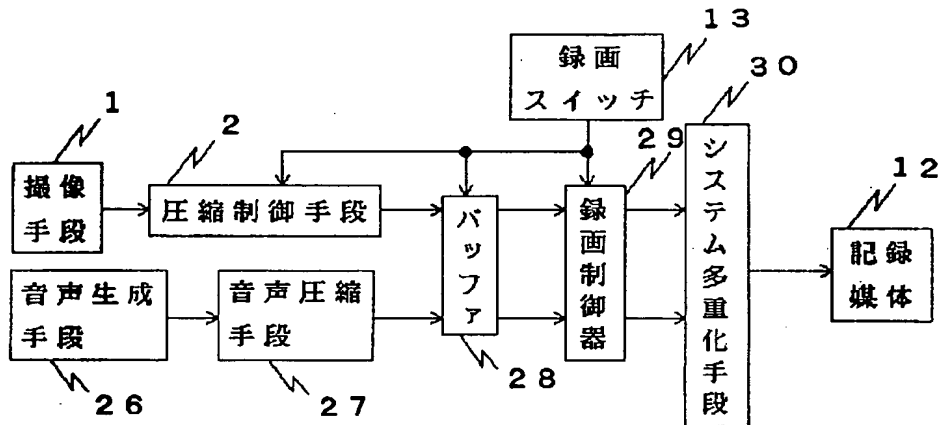 13
録画
スイッチ
30
1
2
29
12
撮像
手段
圧縮制御手段
バッファ
録画制御器
システム多重化手段
記録
媒体
音声生成
手段
音声圧縮
手段
26
27
28